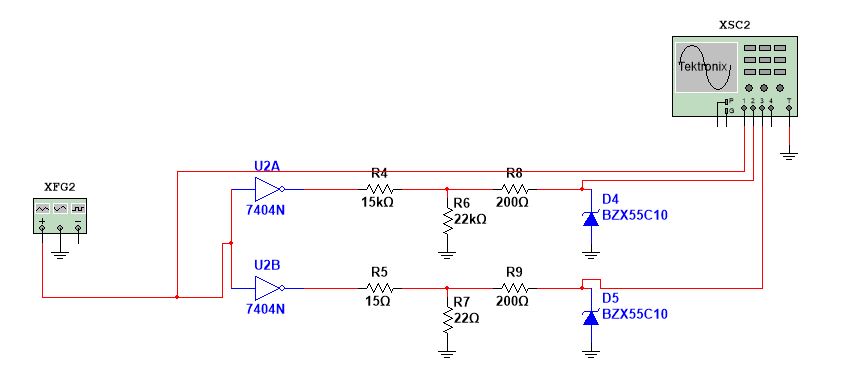 XSC2
Tektronix
P
G
1 2 3 4 T
U2A
7404N
R4
15kΩ
R8
200Ω
R6
22kΩ
D4
BZX55C10
XFG2
+ −
U2B
7404N
R5
15Ω
R9
200Ω
R7
22Ω
D5
BZX55C10